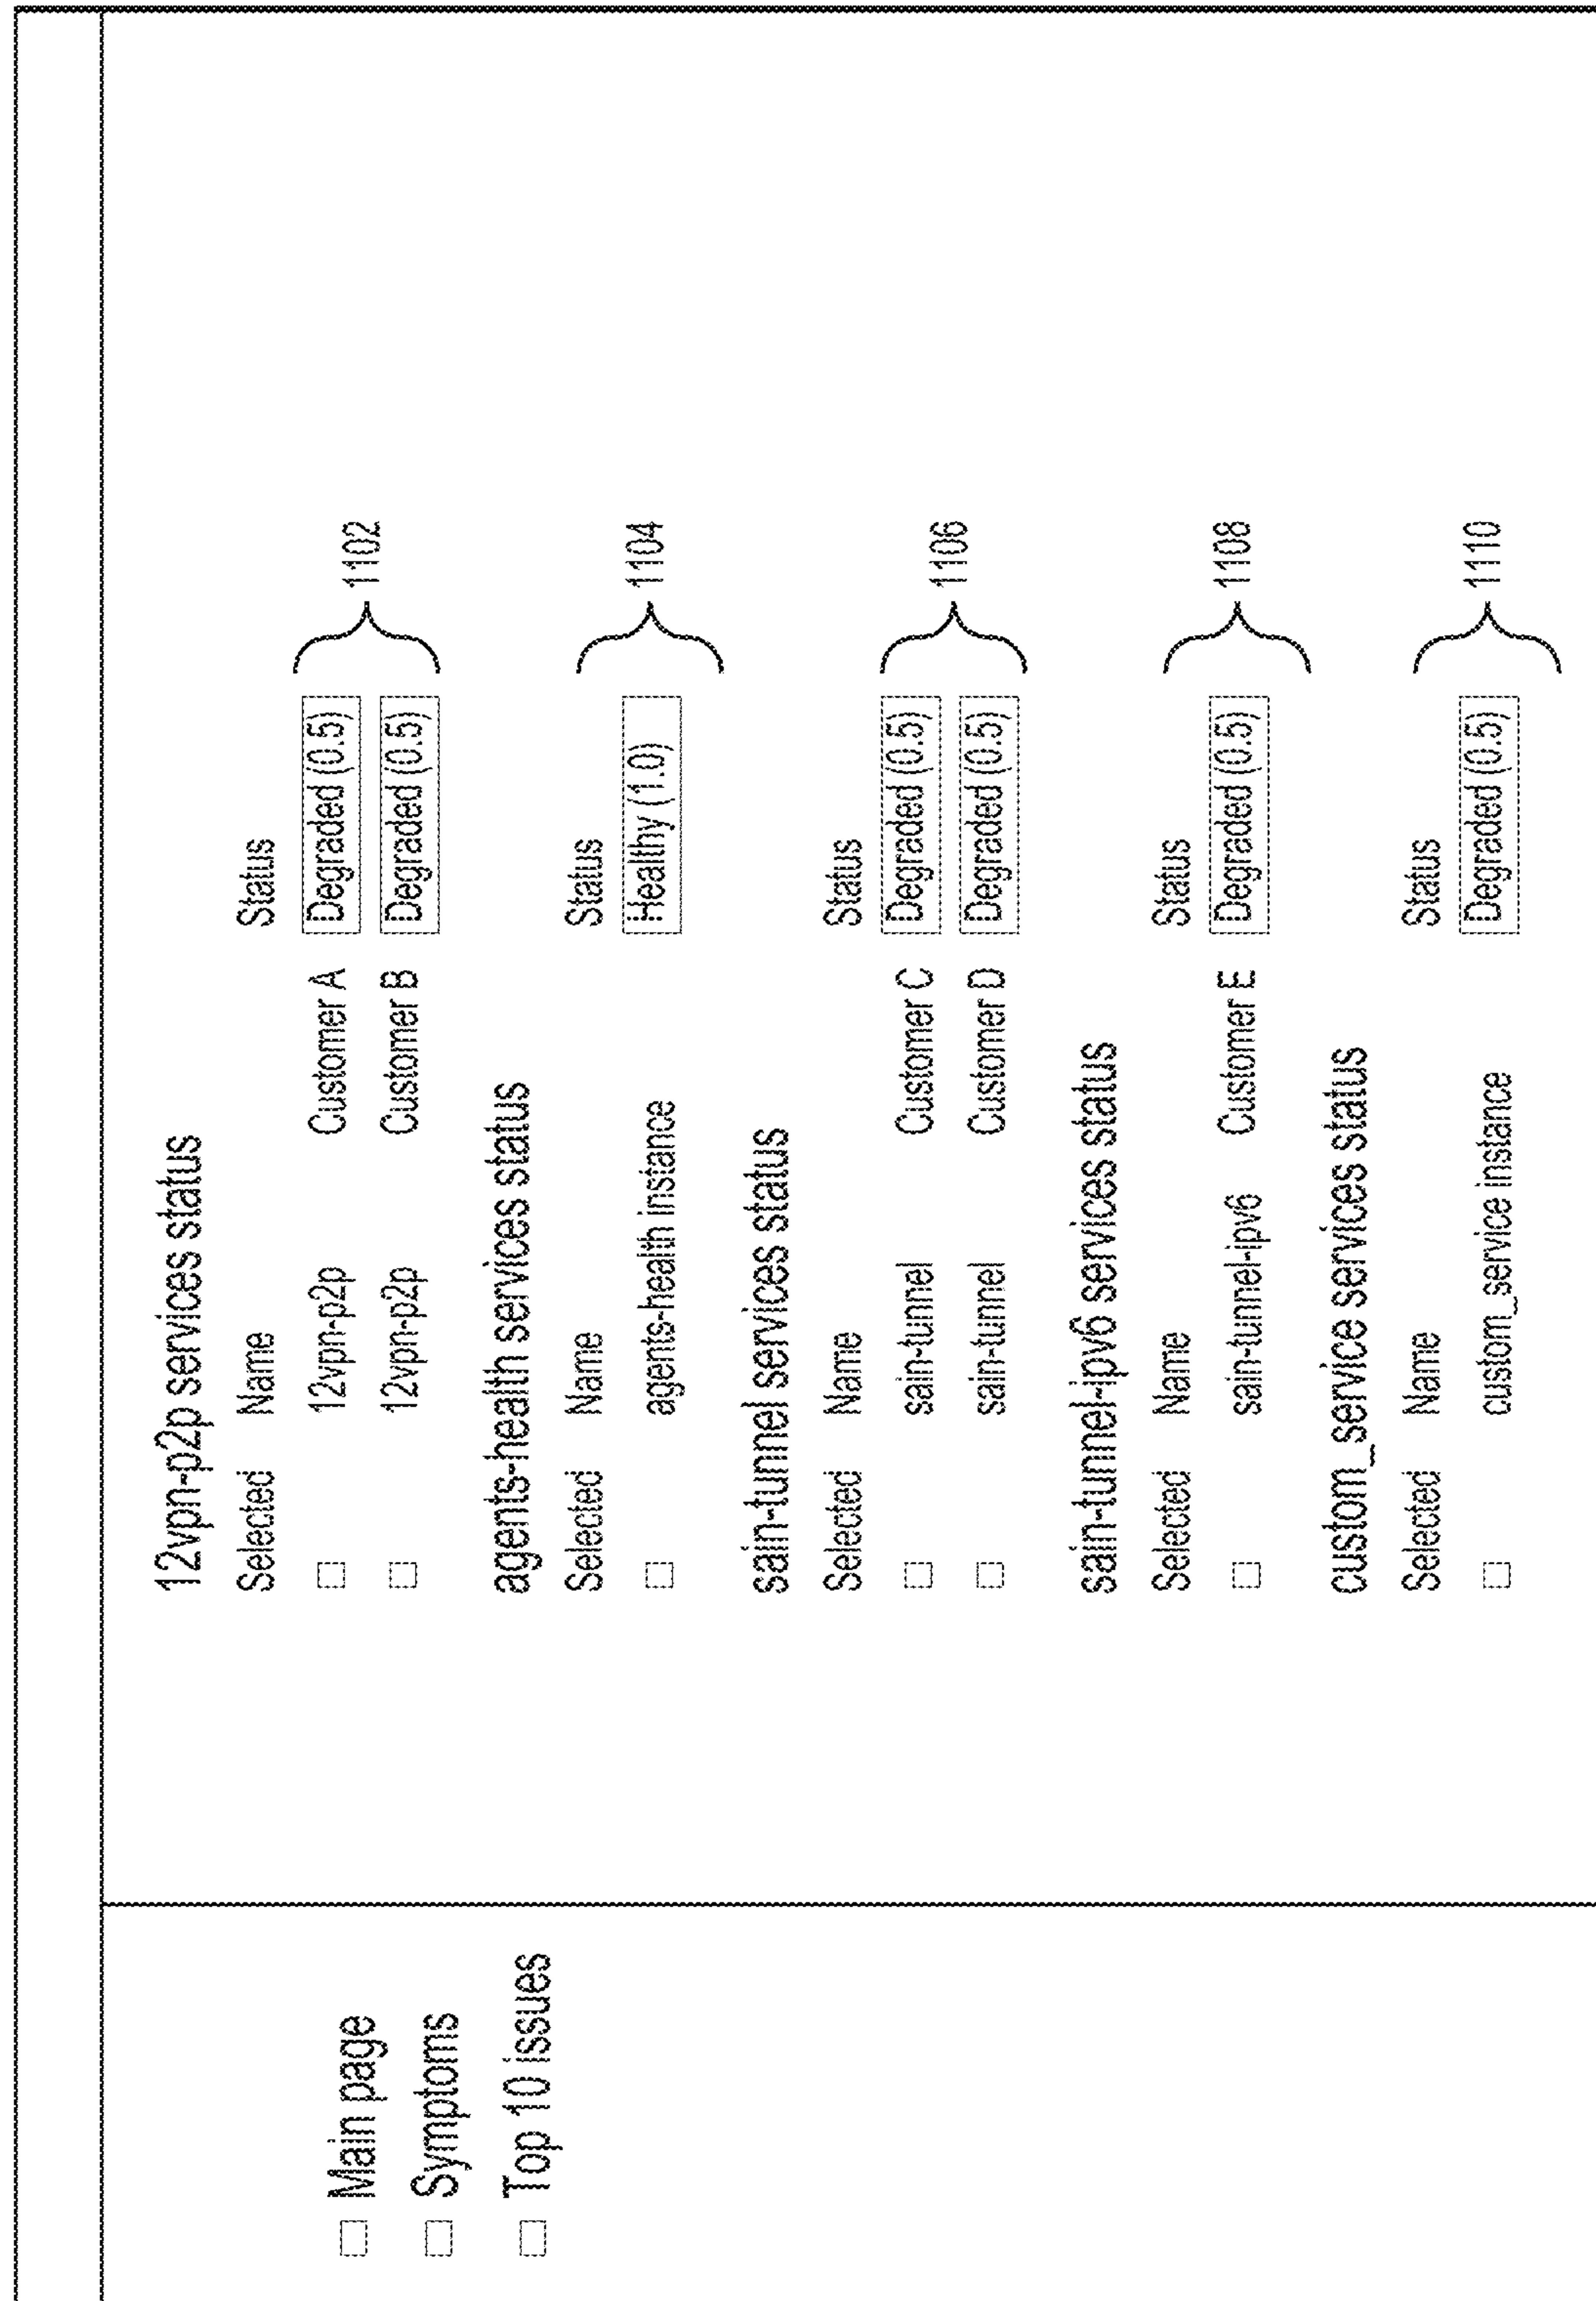 Main page
Symptoms
Top 10 issues
12vpn-p2p services status
Selected Name Status
12vpn-p2p Customer A Degraded (0.5)
12vpn-p2p Customer B Degraded (0.5)
1102
agents-health services status
Selected Name Status
agents-health instance Healthy (1.0)
1104
sain-tunnel services status
Selected Name Status
sain-tunnel Customer C Degraded (0.5)
sain-tunnel Customer D Degraded (0.5)
1106
sain-tunnel-ipv6 services status
Selected Name Status
sain-tunnel-ipv6 Customer E Degraded (0.5)
1108
custom_service services status
Selected Name Status
custom_service instance Degraded (0.5)
1110